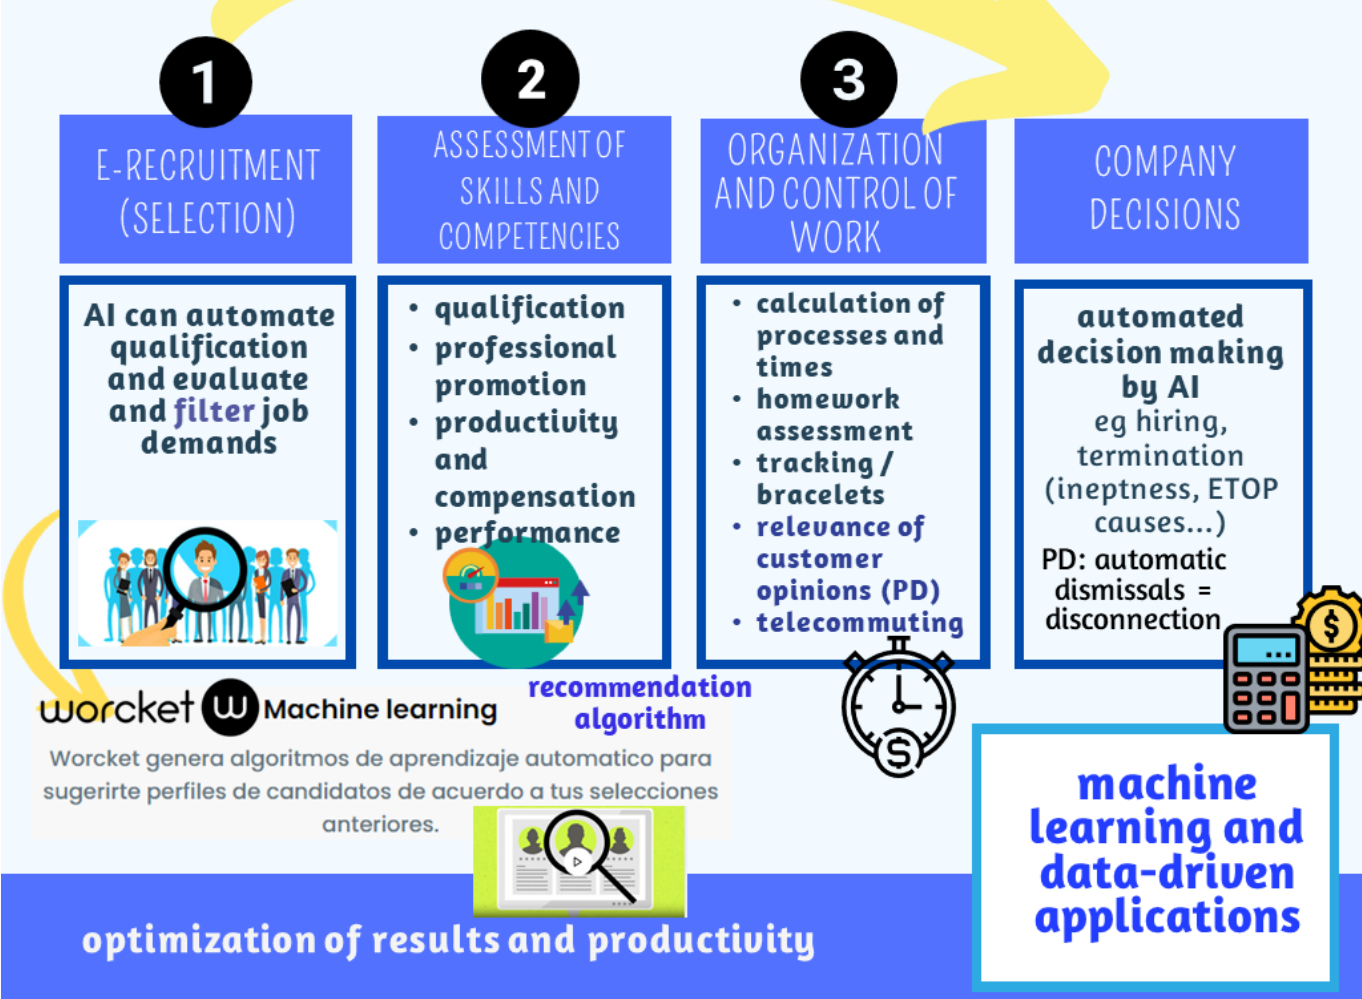 1
E-RECRUITMENT
(SELECTION)
AI can automate
qualification
and evaluate
and filter job
demands
2
ASSESSMENT OF
SKILLS AND
COMPETENCIES
• qualification
• professional
promotion
• productivity
and
compensation
• performance
3
ORGANIZATION
AND CONTROL OF
WORK
• calculation of
processes and
times
• homework
assessment
• tracking /
bracelets
• relevance of
customer
opinions (PD)
• telecommuting
COMPANY
DECISIONS
automated
decision making
by AI
eg hiring,
termination
(ineptness, ETOP
causes...)
PD: automatic
dismissals =
disconnection
$
$
worcket W Machine learning
recommendation
algorithm
Worcket genera algoritmos de aprendizaje automatico para
sugerirte perfiles de candidatos de acuerdo a tus selecciones
anteriores.
machine
learning and
data-driven
applications
optimization of results and productivity